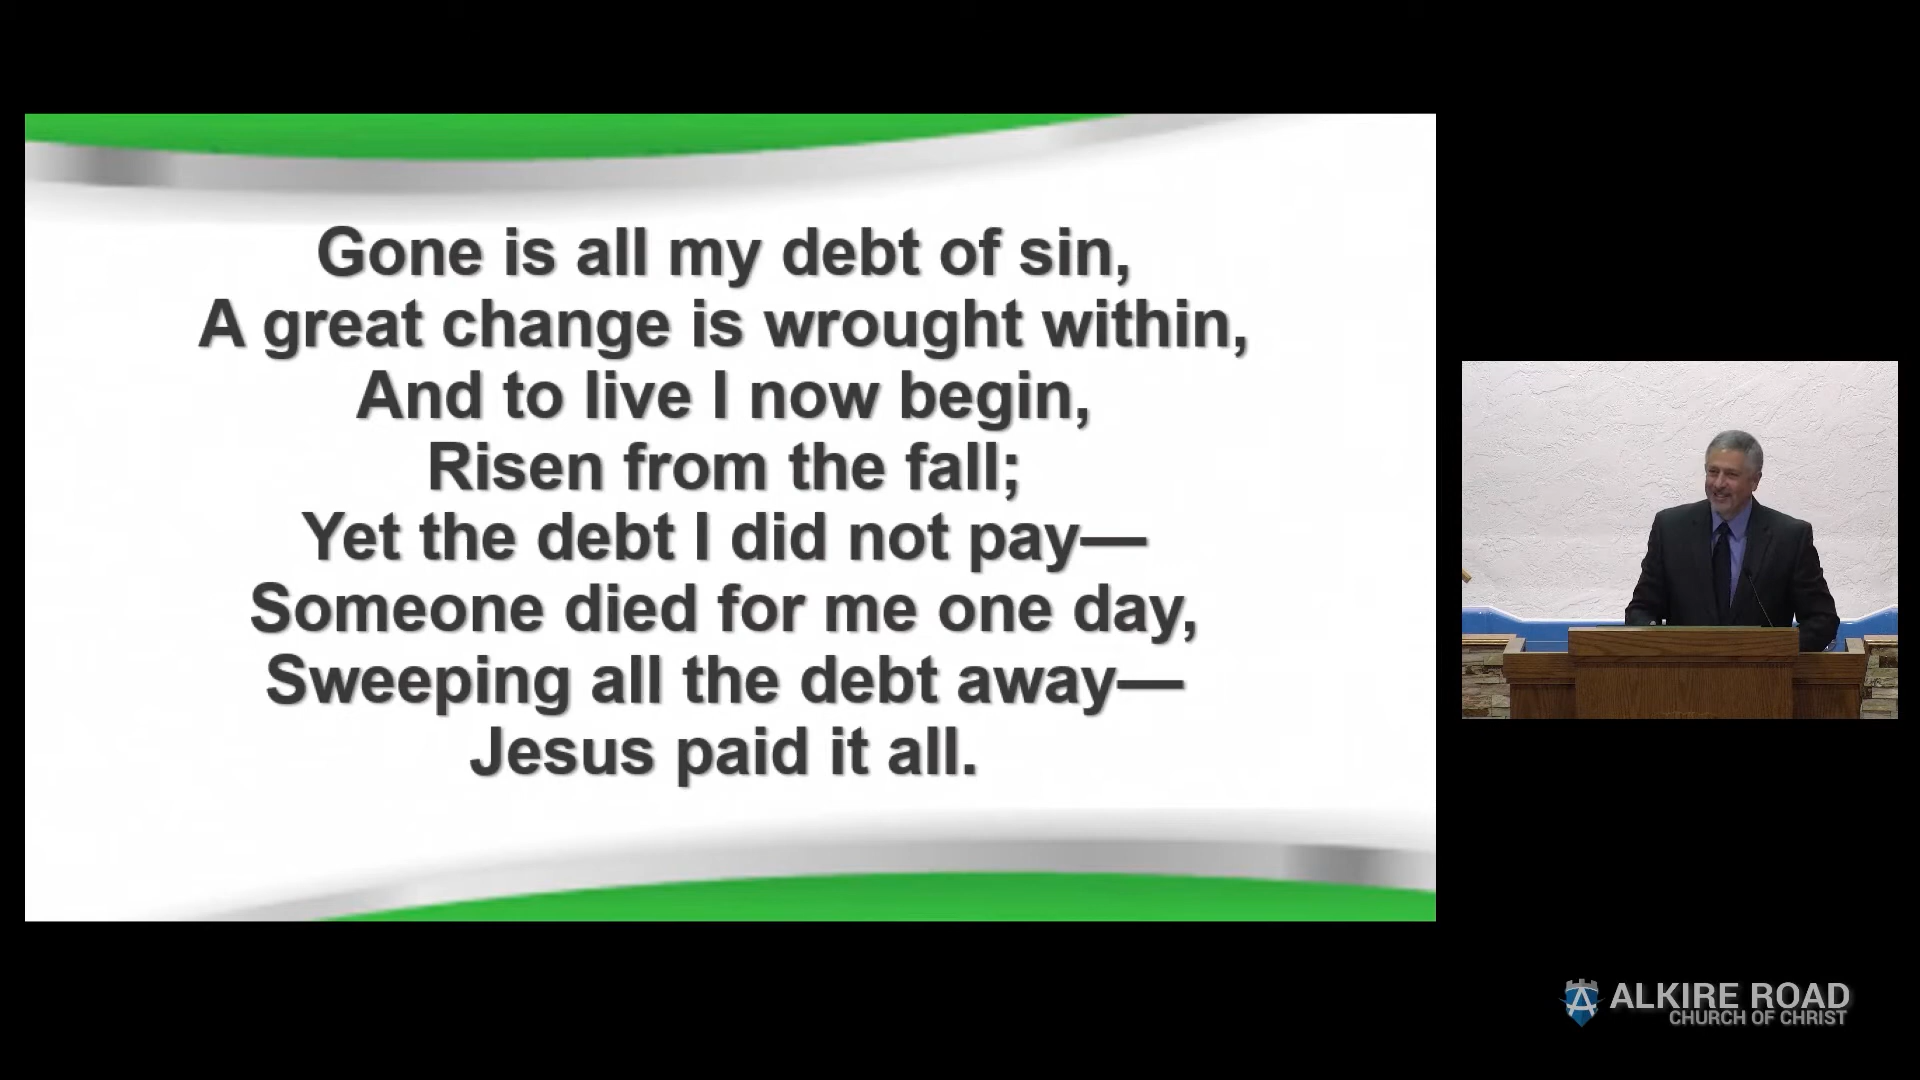 Gone is all my debt of sin,
A great change is wrought within,
And to live I now begin,
Risen from the fall;
Yet the debt I did not pay—
Someone died for me one day,
Sweeping all the debt away—
Jesus paid it all.
ALKIRE ROAD
CHURCH OF CHRIST